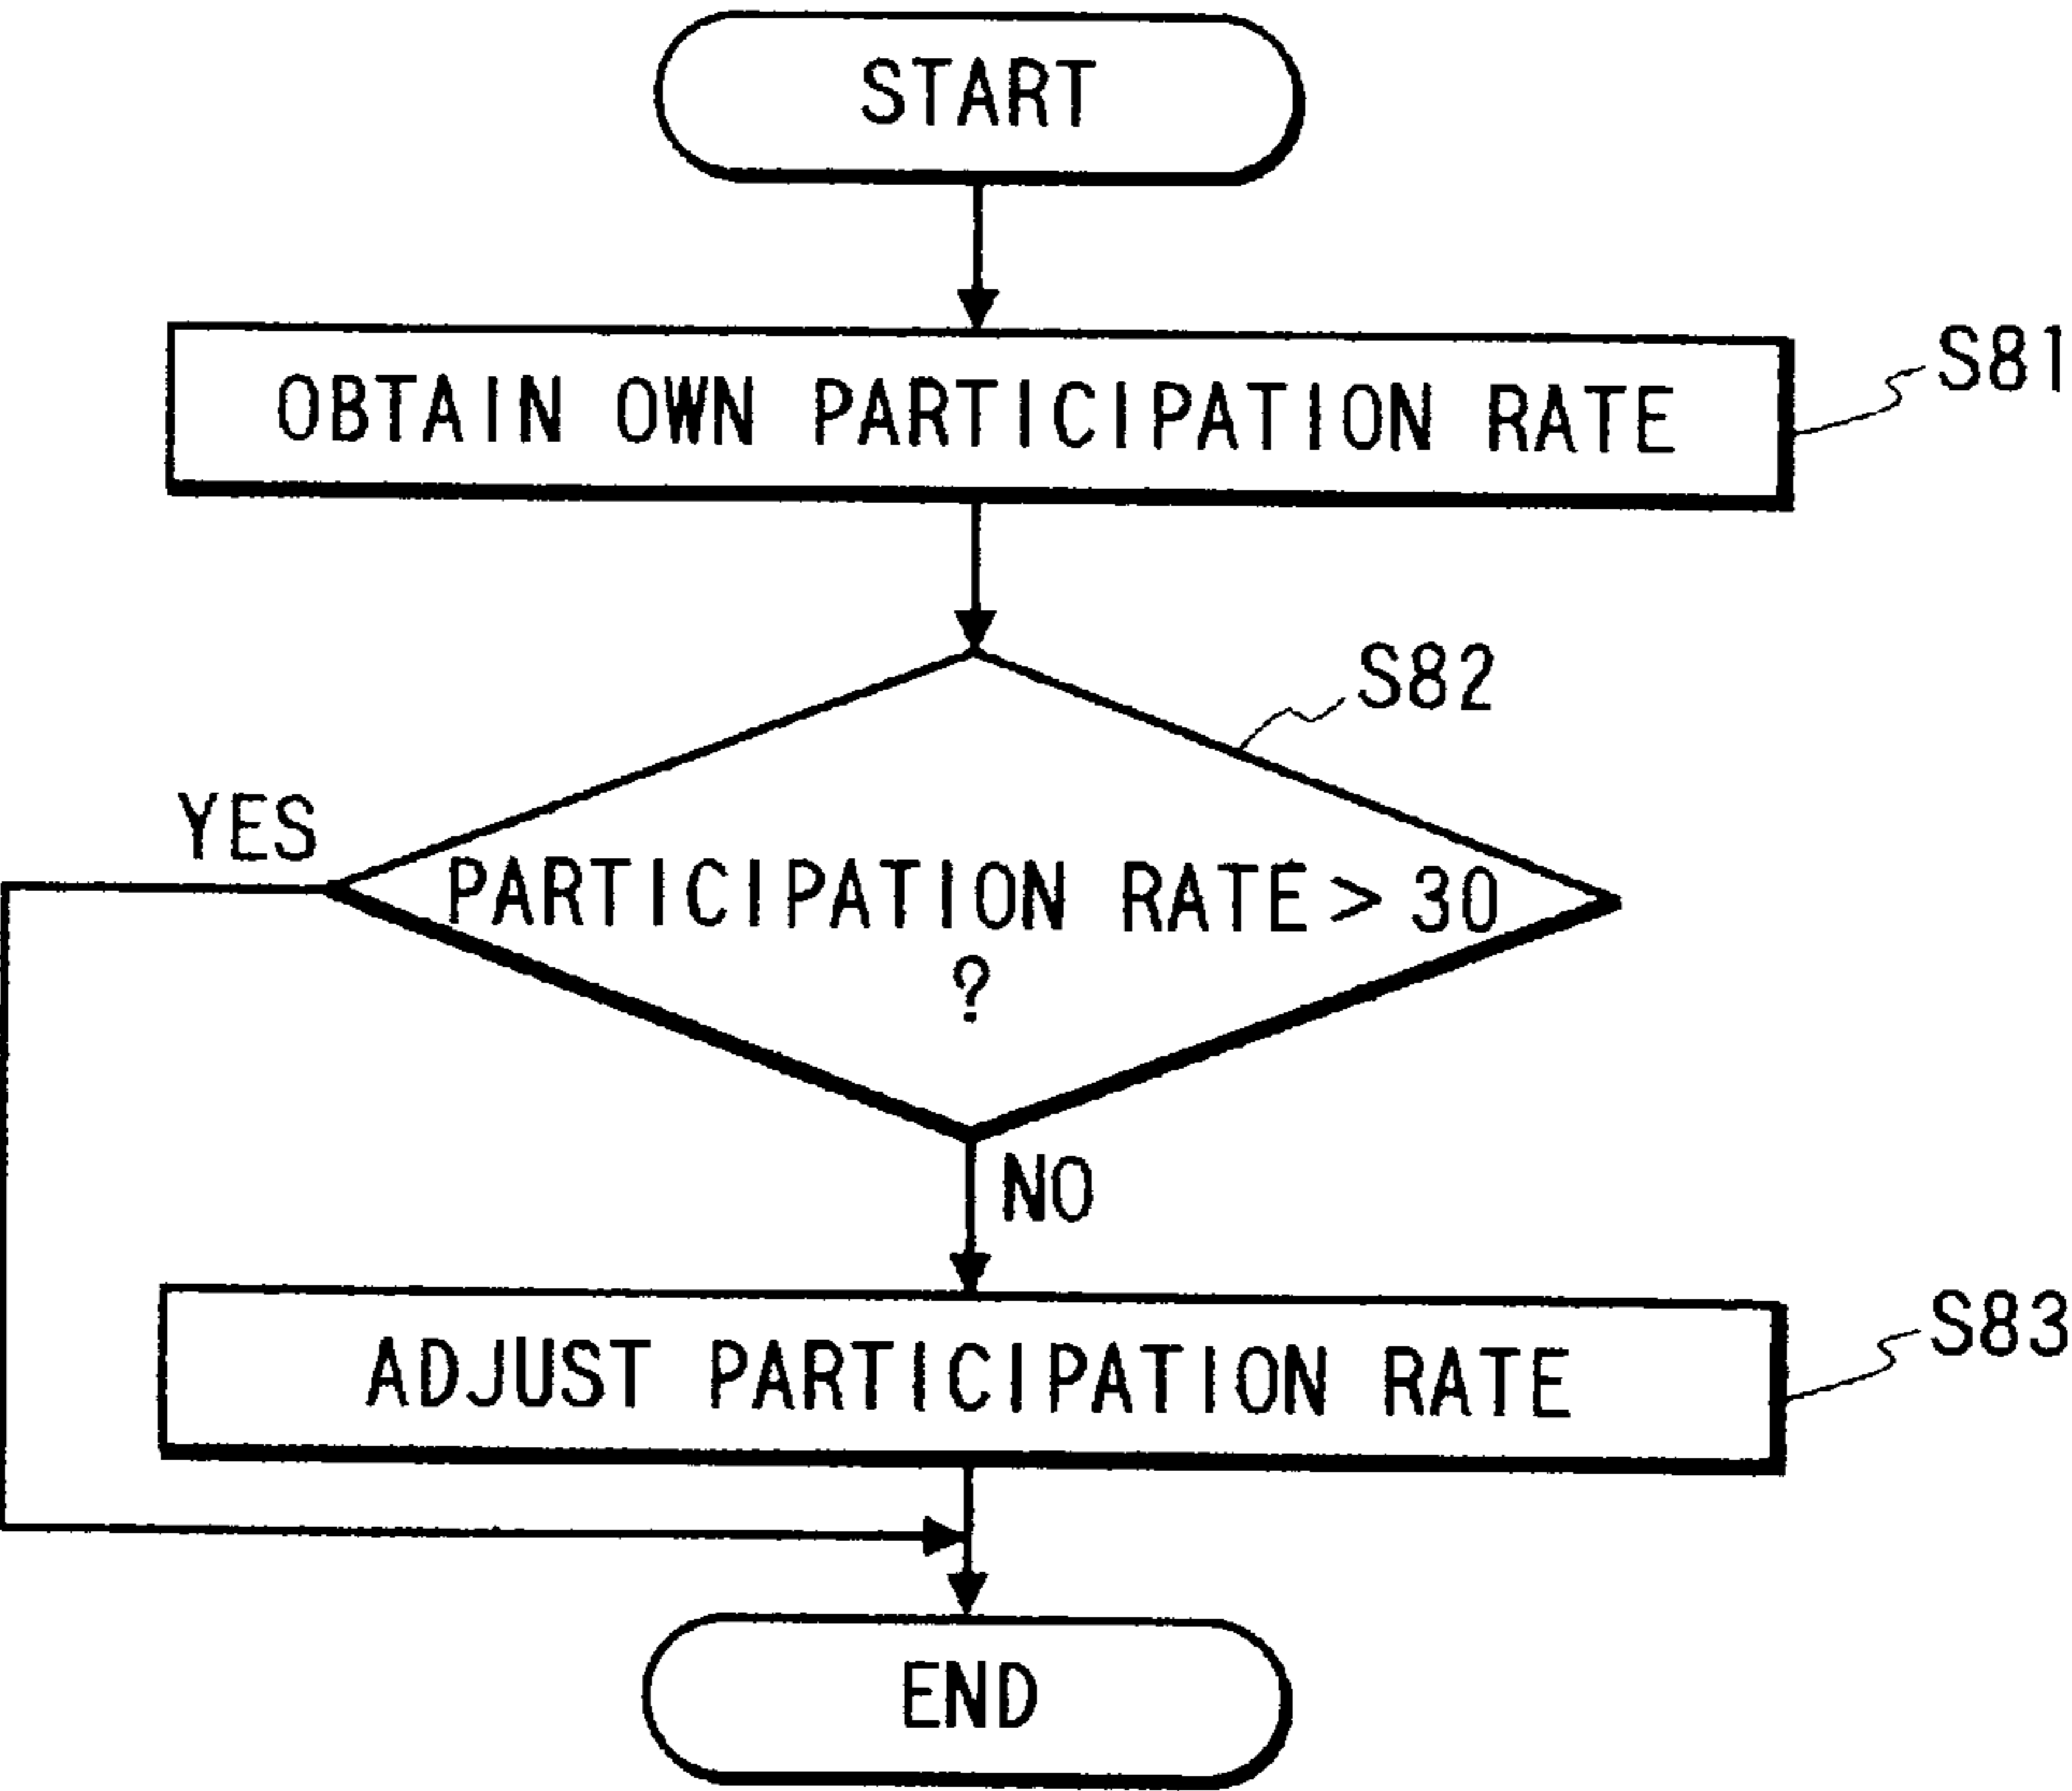 START
OBTAIN OWN PARTICIPATION RATE
S81
S82
YES
PARTICIPATION RATE > 30
?
NO
ADJUST PARTICIPATION RATE
S83
END